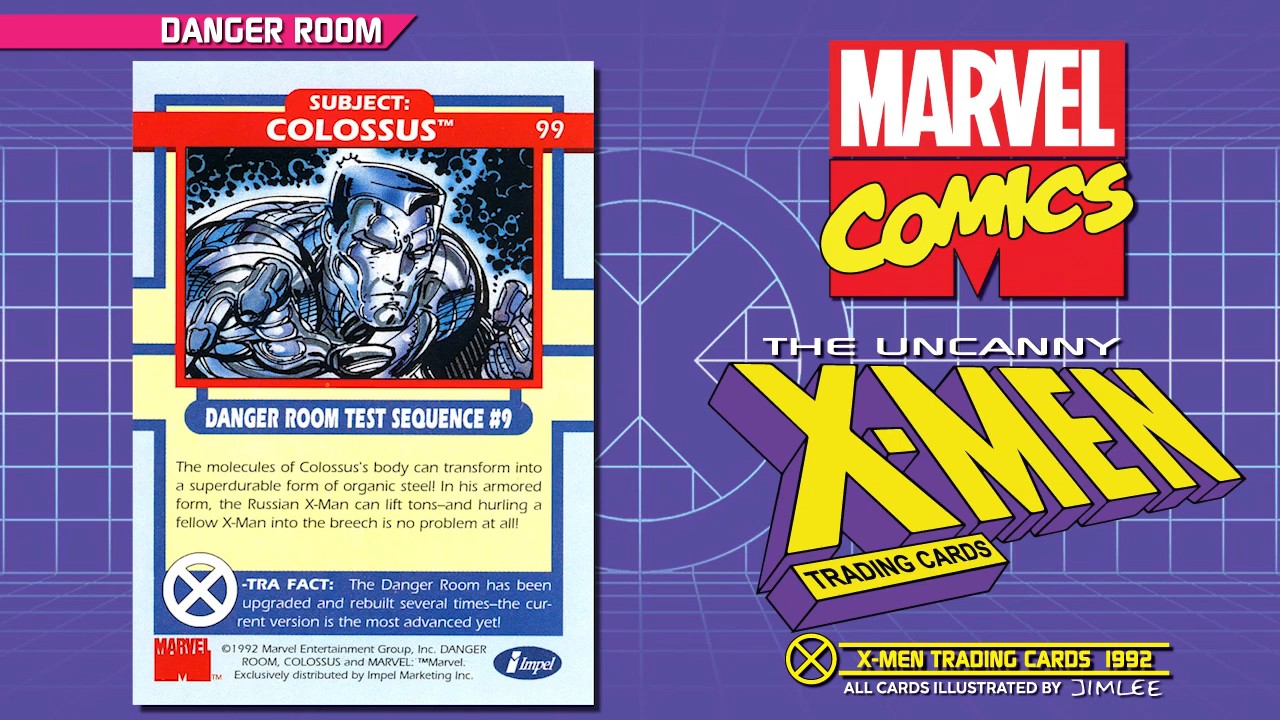 DANGER ROOM
SUBJECT:
COLOSSUS™
99
DANGER ROOM TEST SEQUENCE #9
The molecules of Colossus's body can transform into
a superdurable form of organic steel! In his armored
form, the Russian X-Man can lift tons–and hurling a
fellow X-Man into the breech is no problem at all!
X-TRA FACT: The Danger Room has been
upgraded and rebuilt several times–the cur-
rent version is the most advanced yet!
MARVEL
M™
©1992 Marvel Entertainment Group, Inc. DANGER
ROOM, COLOSSUS and MARVEL: ™Marvel.
Exclusively distributed by Impel Marketing Inc.
Impel
MARVEL
COMICS
M
THE UNCANNY
X-MEN
TRADING CARDS
X-MEN TRADING CARDS 1992
ALL CARDS ILLUSTRATED BY JIMLEE